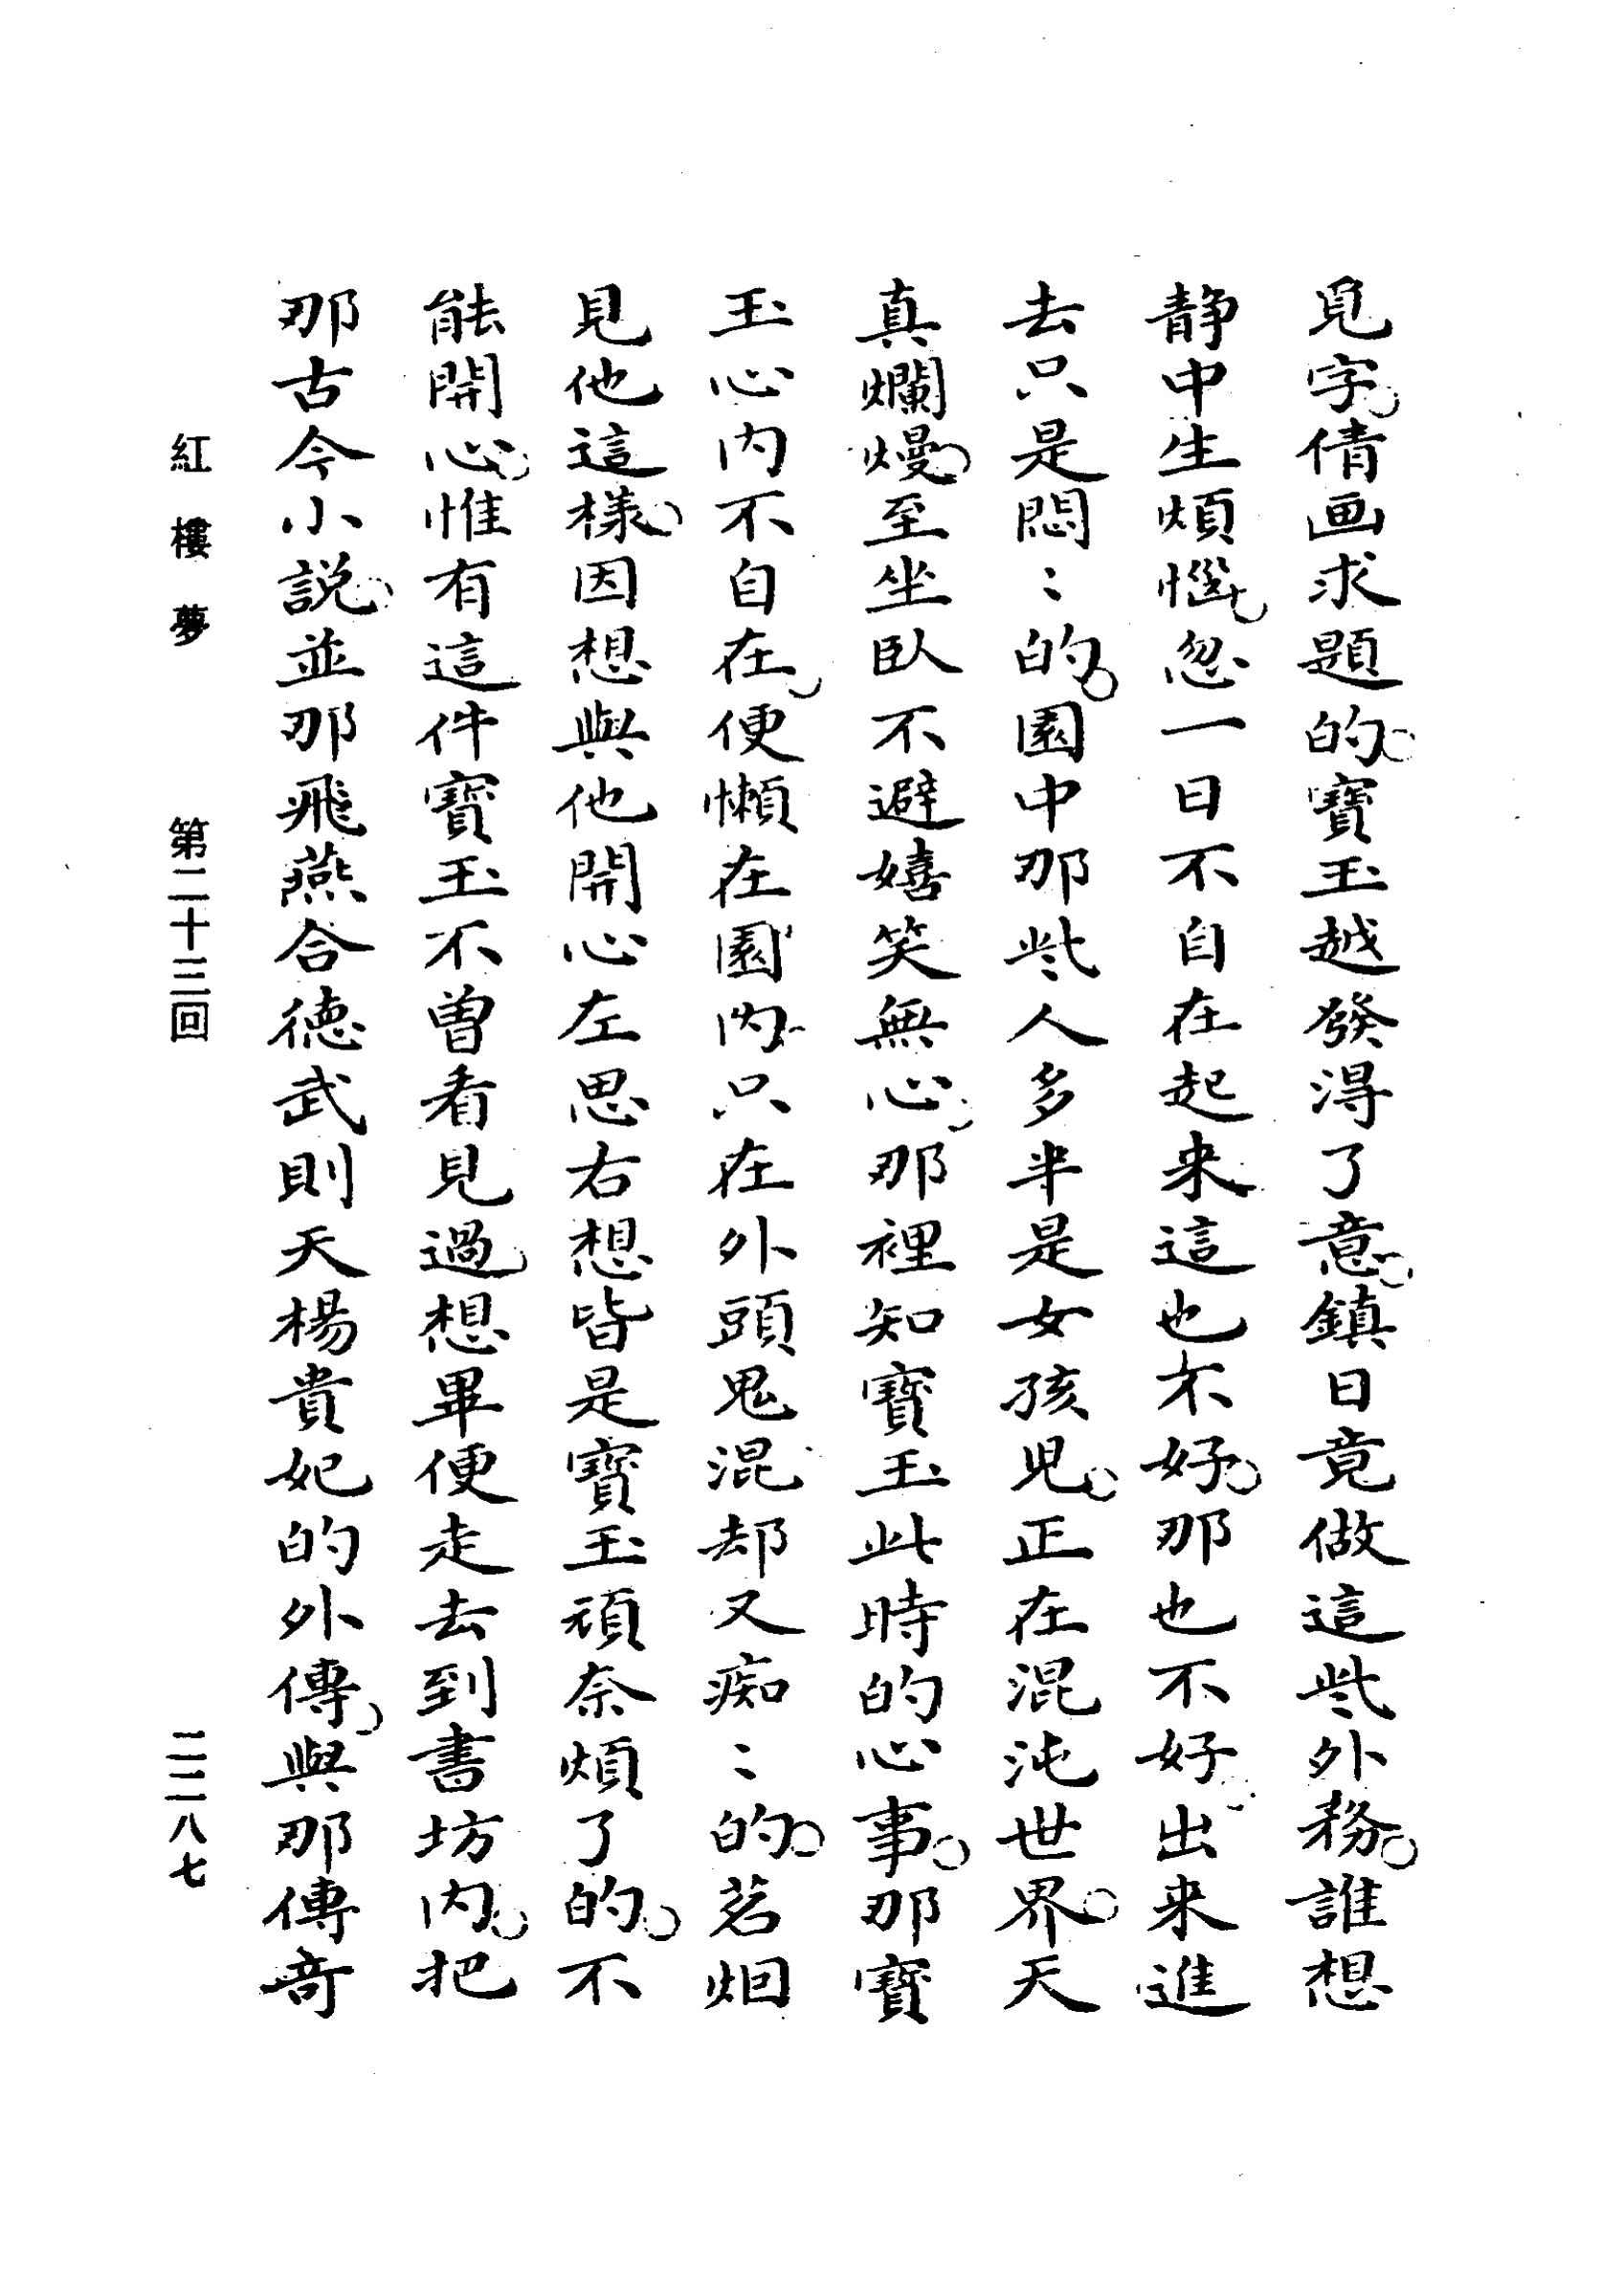 覓字倩画求題的寶玉越發淂了意鎮日竟做這些外務誰想
静中生煩惱忽一日不自在起来這也不好那也不好出来進
去只是悶〻的園中那些人多半是女孩児正在混沌世界天
真爛熳至坐臥不避嬉笑無心那裡知寶玉此時的心事那寶
玉心内不自在便懶在園内只在外頭鬼混却又痴〻的茗烟
見他這樣因想與他開心左思右想皆是寶玉頑奈煩了的不
能開心惟有這件寶玉不曾看見過想畢便走去到書坊内把
那古今小説並那飛燕合德武則天楊貴妃的外傳與那傳竒
紅樓夢　第二十三回　二二八七